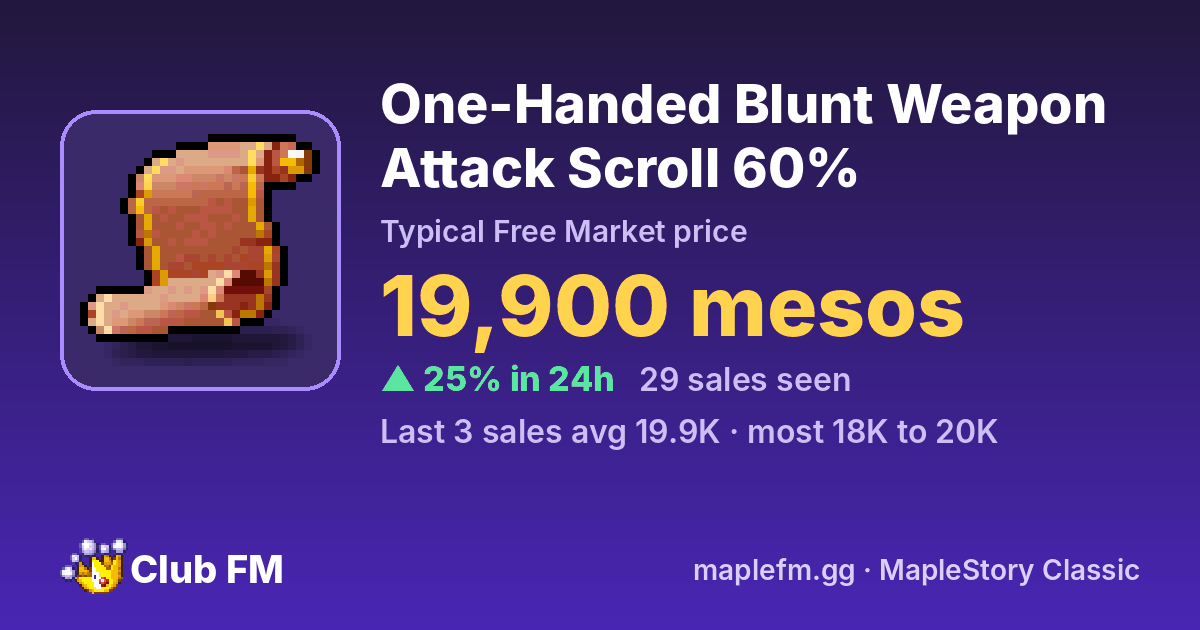 One-Handed Blunt Weapon
Attack Scroll 60%
Typical Free Market price
19,900 mesos
▲ 25% in 24h 29 sales seen
Last 3 sales avg 19.9K · most 18K to 20K
Club FM
maplefm.gg · MapleStory Classic